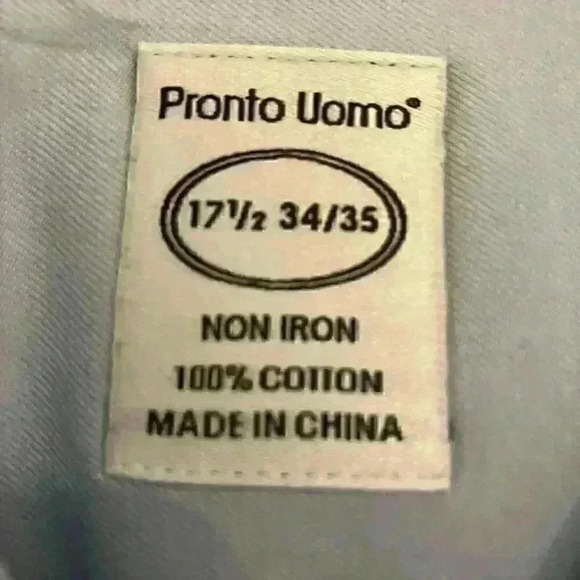 Pronto Uomo®
17½ 34/35
NON IRON
100% COTTON
MADE IN CHINA